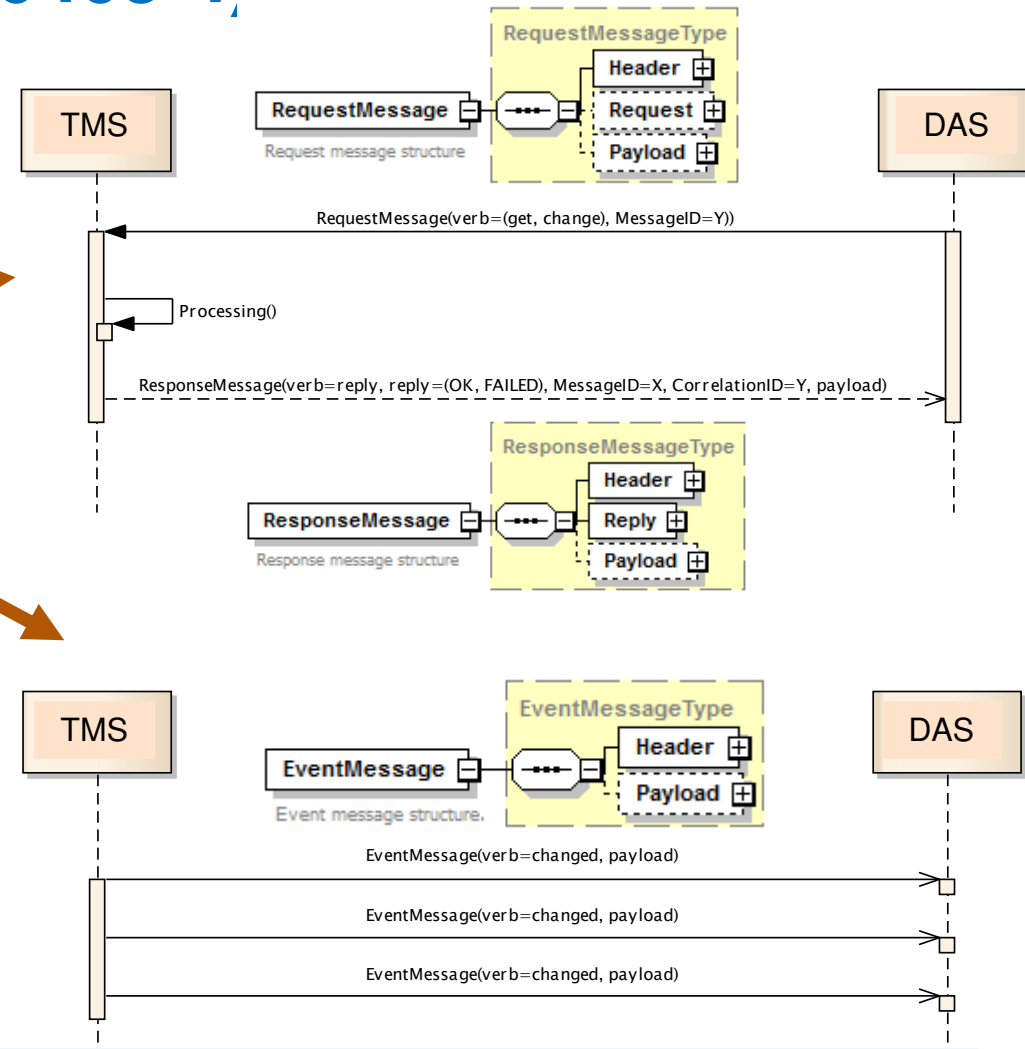 RequestMessageType
Header
TMS
RequestMessage
Request
DAS
Request message structure
Payload
RequestMessage(verb=(get, change), MessageID=Y))
Processing()
ResponseMessage(verb=reply, reply=(OK, FAILED), MessageID=X, CorrelationID=Y, payload)
ResponseMessageType
Header
ResponseMessage
Reply
Response message structure
Payload
EventMessageType
TMS
Header
DAS
EventMessage
Payload
Event message structure.
EventMessage(verb=changed, payload)
EventMessage(verb=changed, payload)
EventMessage(verb=changed, payload)